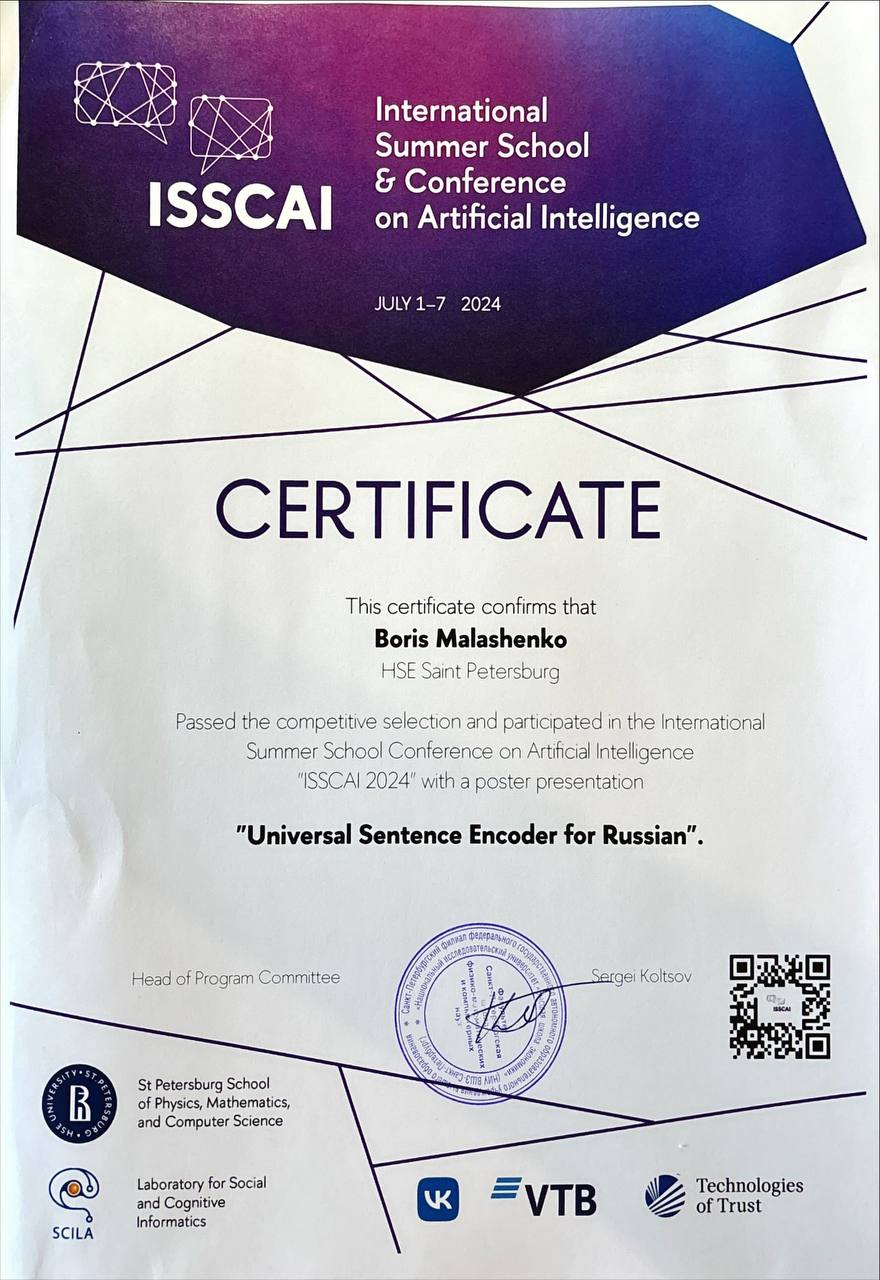 ISSCAI
International
Summer School
& Conference
on Artificial Intelligence
JULY 1–7 2024
CERTIFICATE
This certificate confirms that
Boris Malashenko
HSE Saint Petersburg
Passed the competitive selection and participated in the International
Summer School Conference on Artificial Intelligence
"ISSCAI 2024" with a poster presentation
"Universal Sentence Encoder for Russian".
Head of Program Committee
Sergei Koltsov
Санкт-Петербургский филиал федерального государственного автономного образовательного учреждения высшего образования
«Национальный исследовательский университет «Высшая школа экономики» (НИУ ВШЭ-Санкт-Петербург)
физико-
и компьютерных
наук
ISSCAI
HSE UNIVERSITY • ST. PETERSBURG •
St Petersburg School
of Physics, Mathematics,
and Computer Science
SCILA
Laboratory for Social
and Cognitive
Informatics
VK
VTB
Technologies
of Trust